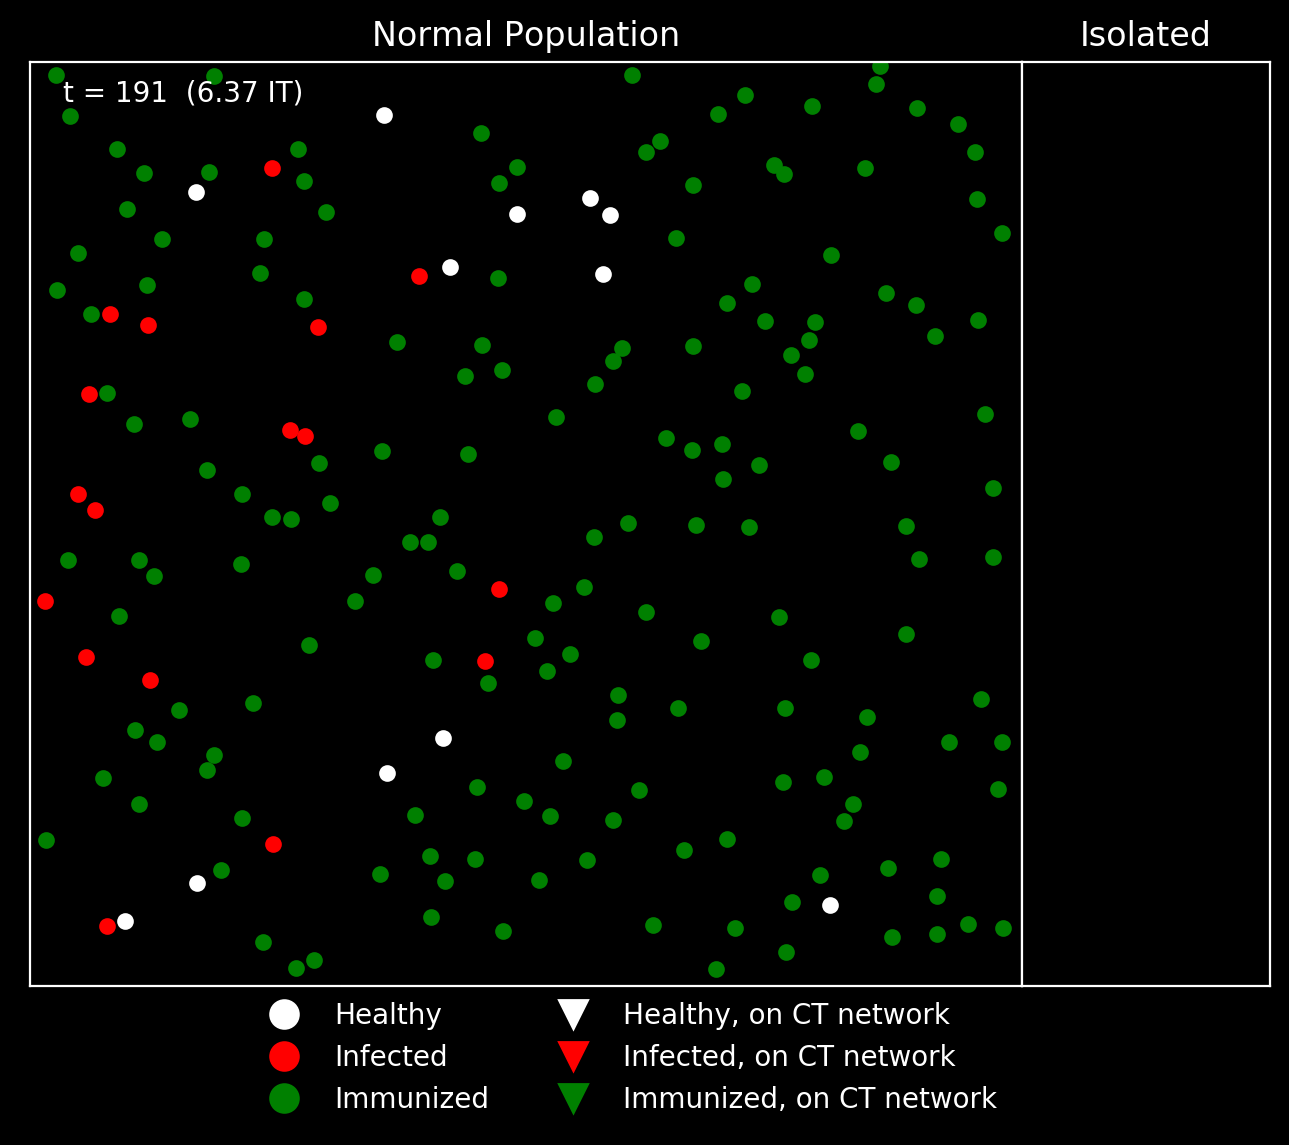 Normal Population
Isolated
t = 191  (6.37 IT)
Healthy
Infected
Immunized
Healthy, on CT network
Infected, on CT network
Immunized, on CT network